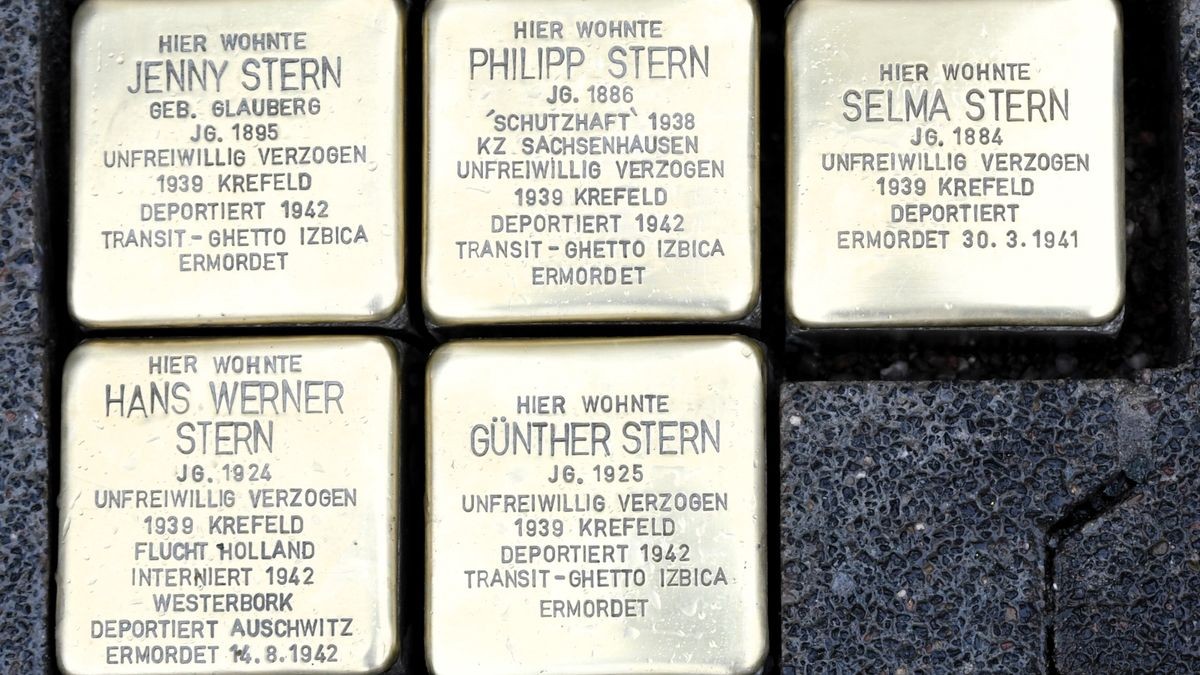 HIER WOHNTE
JENNY STERN
GEB. GLAUBERG
JG. 1895
UNFREIWILLIG VERZOGEN
1939 KREFELD
DEPORTIERT 1942
TRANSIT-GHETTO IZBICA
ERMORDET
HIER WOHNTE
PHILIPP STERN
JG. 1886
´SCHUTZHAFT` 1938
KZ SACHSENHAUSEN
UNFREIWILLIG VERZOGEN
1939 KREFELD
DEPORTIERT 1942
TRANSIT-GHETTO IZBICA
ERMORDET
HIER WOHNTE
SELMA STERN
JG. 1884
UNFREIWILLIG VERZOGEN
1939 KREFELD
DEPORTIERT
ERMORDET 30.3.1941
HIER WOHNTE
HANS WERNER
STERN
JG. 1924
UNFREIWILLIG VERZOGEN
1939 KREFELD
FLUCHT HOLLAND
INTERNIERT 1942
WESTERBORK
DEPORTIERT AUSCHWITZ
ERMORDET 14.8.1942
HIER WOHNTE
GÜNTHER STERN
JG. 1925
UNFREIWILLIG VERZOGEN
1939 KREFELD
DEPORTIERT 1942
TRANSIT-GHETTO IZBICA
ERMORDET